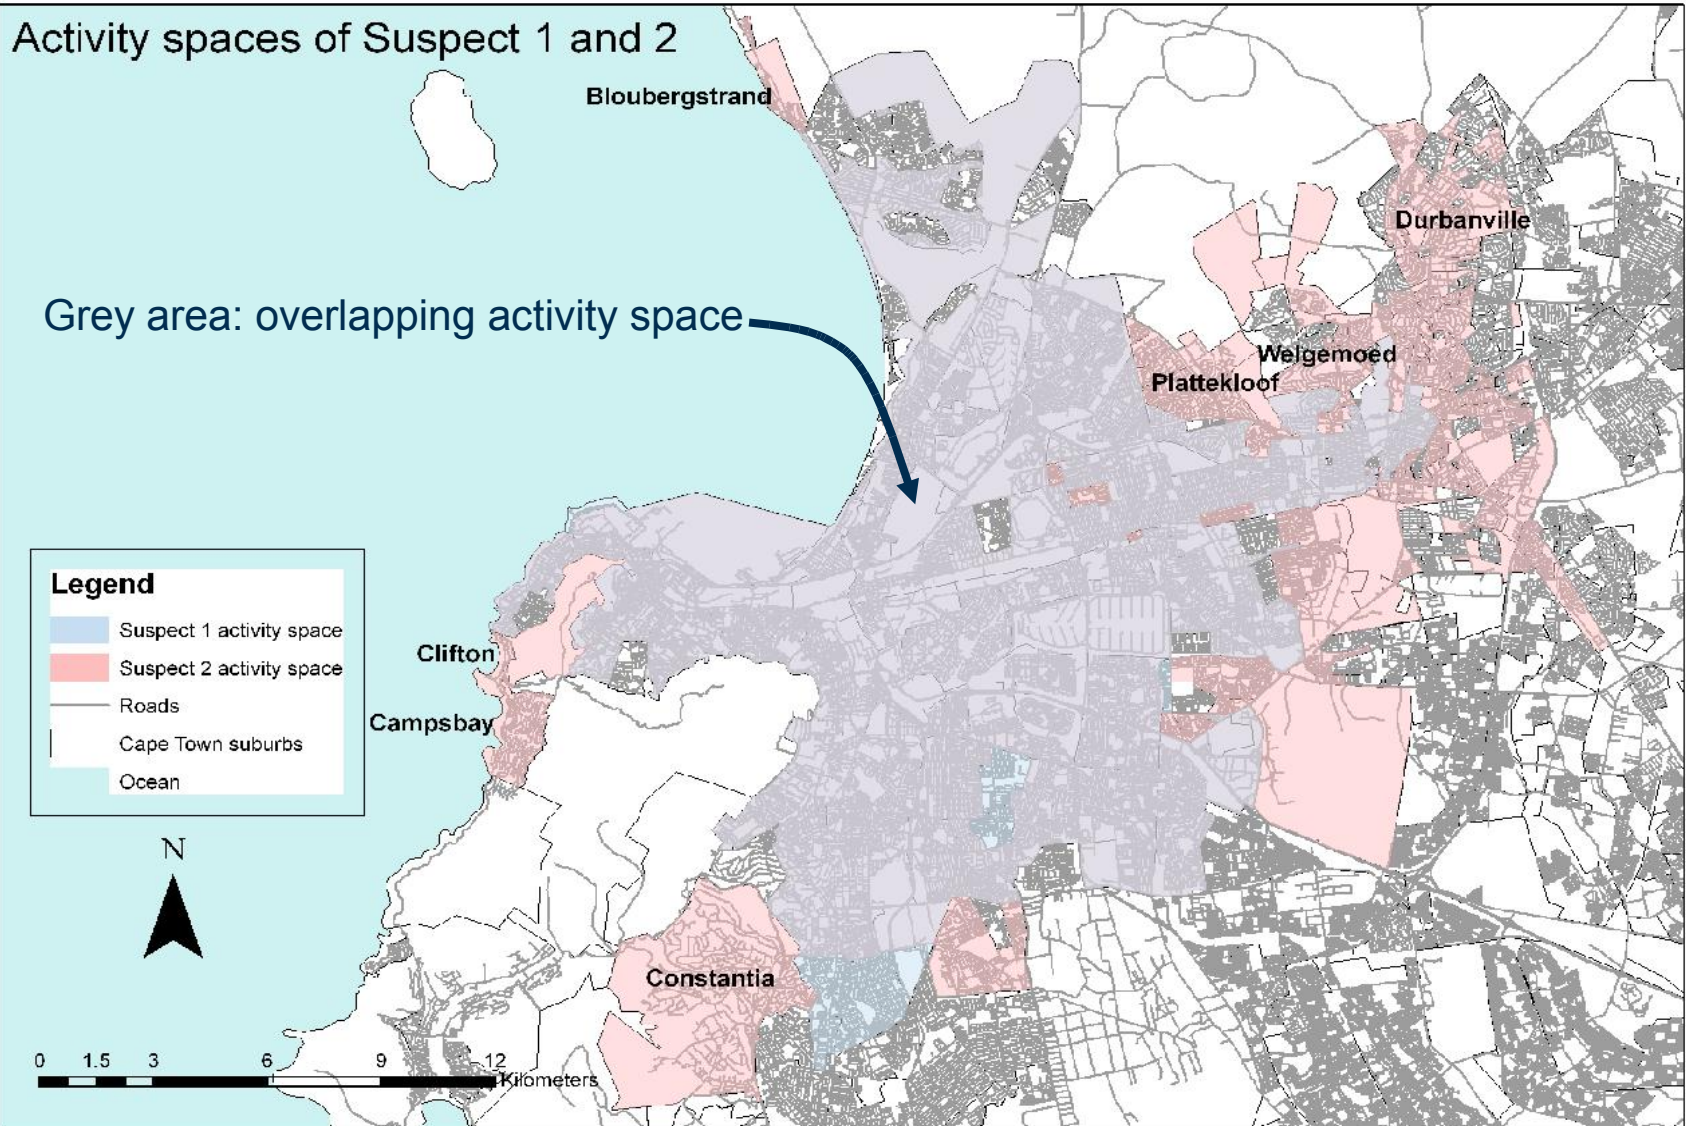 Activity spaces of Suspect 1 and 2
Bloubergstrand
Durbanville
Grey area: overlapping activity space
Welgemoed
Plattekloof
Legend
Suspect 1 activity space
Suspect 2 activity space
Roads
Cape Town suburbs
Ocean
Clifton
Campsbay
N
Constantia
0 1.5 3 6 9 12
Kilometers